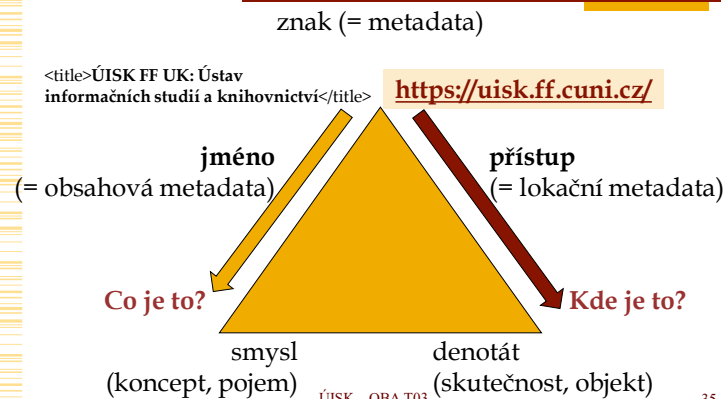 znak (= metadata)
<title>ÚISK FF UK: Ústav
informačních studií a knihovnictví</title>
https://uisk.ff.cuni.cz/
jméno
(= obsahová metadata)
přístup
(= lokační metadata)
Co je to?
Kde je to?
smysl
(koncept, pojem)
denotát
(skutečnost, objekt)
ÚISK OBA T03
35